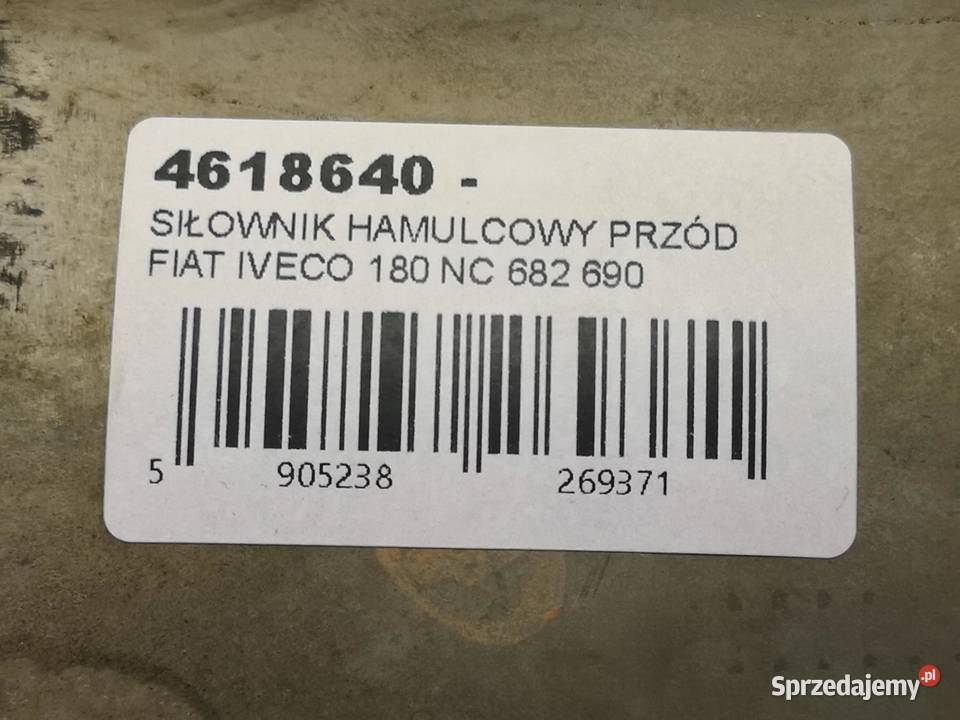 4618640 -
SIŁOWNIK HAMULCOWY PRZÓD
FIAT IVECO 180 NC 682 690
5 905238 269371
Sprzedajemy.pl